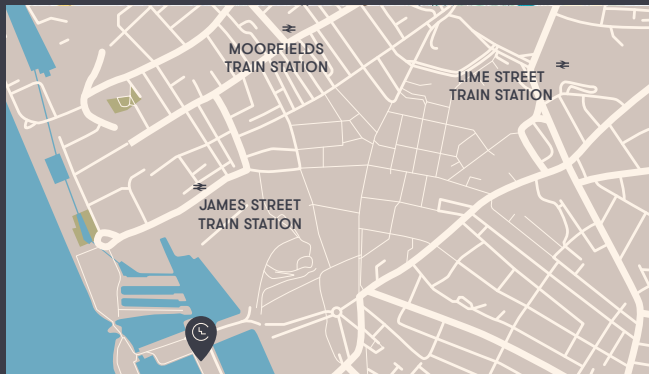 MOORFIELDS
TRAIN STATION
LIME STREET
TRAIN STATION
JAMES STREET
TRAIN STATION